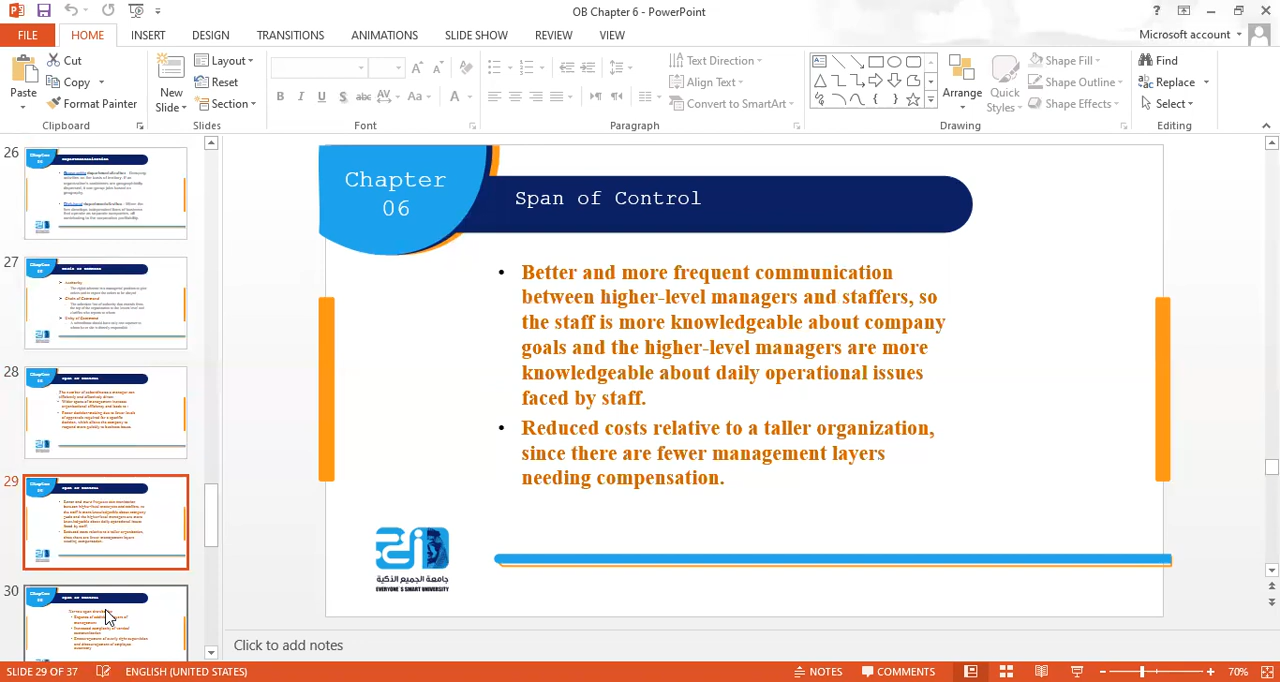 OB Chapter 6 - PowerPoint
FILE HOME INSERT DESIGN TRANSITIONS ANIMATIONS SLIDE SHOW REVIEW VIEW
Microsoft account
Paste
Cut
Copy
Format Painter
Clipboard
New
Slide
Layout
Reset
Section
Slides
B I U S abc AV Aa A
Font
Text Direction
Align Text
Convert to SmartArt
Paragraph
Arrange
Quick
Styles
Shape Fill
Shape Outline
Shape Effects
Drawing
Find
Replace
Select
Editing
26
27
28
29
30
Chapter
06
Span of Control
• Better and more frequent communication
between higher-level managers and staffers, so
the staff is more knowledgeable about company
goals and the higher-level managers are more
knowledgeable about daily operational issues
faced by staff.
• Reduced costs relative to a taller organization,
since there are fewer management layers
needing compensation.
جامعة الجميع الذكية
EVERYONE'S SMART UNIVERSITY
Click to add notes
SLIDE 29 OF 37 ENGLISH (UNITED STATES) NOTES COMMENTS 70%